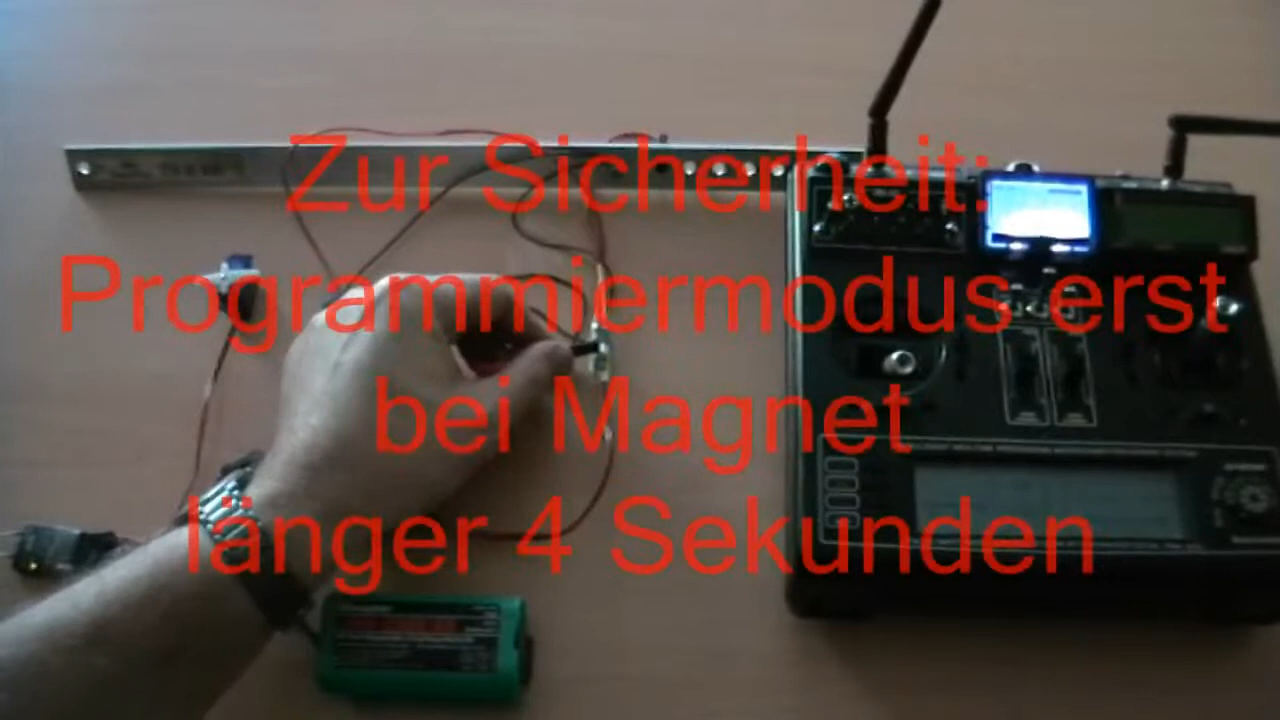 Zur Sicherheit:
Programmiermodus erst
bei Magnet
länger 4 Sekunden